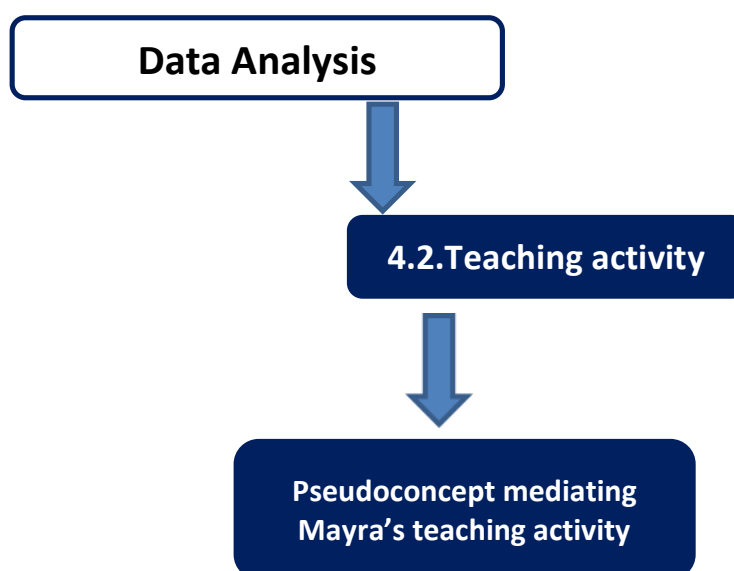 Data Analysis
4.2.Teaching activity
Pseudoconcept mediating
Mayra’s teaching activity